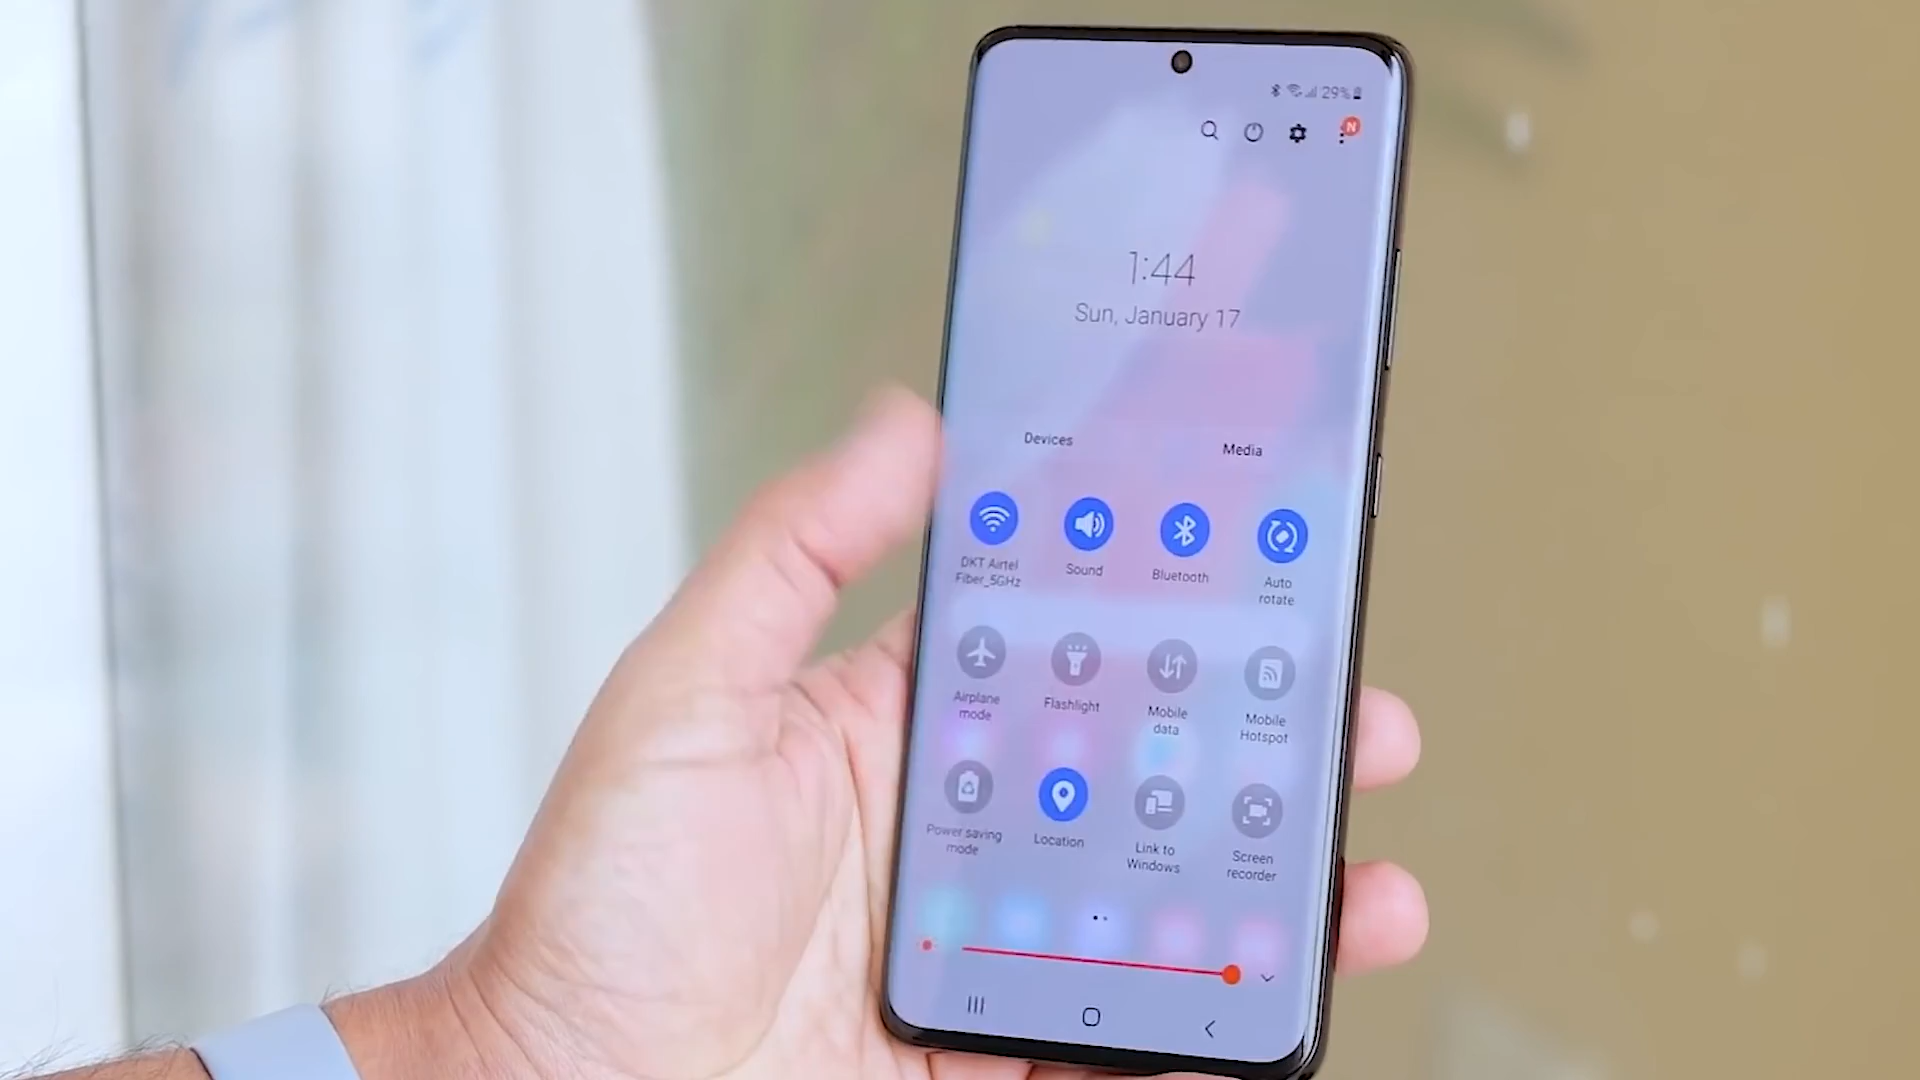 29%
N
1:44
Sun, January 17
Devices
Media
DKT Airtel
Fiber_5GHz
Sound
Bluetooth
Auto
rotate
Airplane
mode
Flashlight
Mobile
data
Mobile
Hotspot
Power saving
mode
Location
Link to
Windows
Screen
recorder